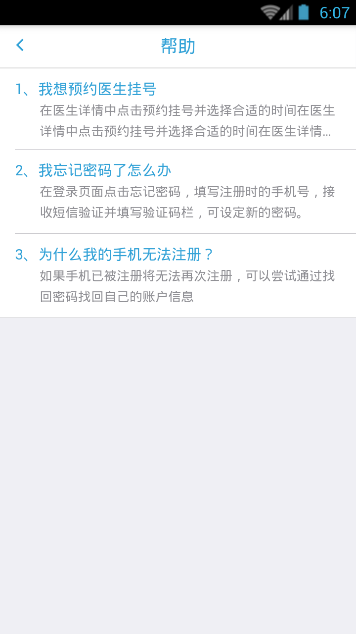 6:07
帮助
1、我想预约医生挂号
在医生详情中点击预约挂号并选择合适的时间在医生
详情中点击预约挂号并选择合适的时间在医生详情...
2、我忘记密码了怎么办
在登录页面点击忘记密码，填写注册时的手机号，接
收短信验证并填写验证码栏，可设定新的密码。
3、为什么我的手机无法注册？
如果手机已被注册将无法再次注册，可以尝试通过找
回密码找回自己的账户信息